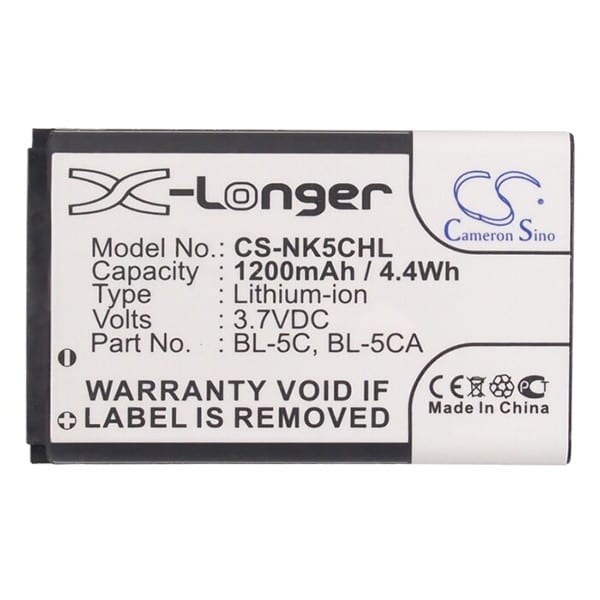 X-Longer
CS
Cameron Sino
Model No.: CS-NK5CHL
Capacity: 1200mAh / 4.4Wh
Type: Lithium-ion
Volts: 3.7VDC
Part No.: BL-5C, BL-5CA
WARRANTY VOID IF
LABEL IS REMOVED
CE
Made In China